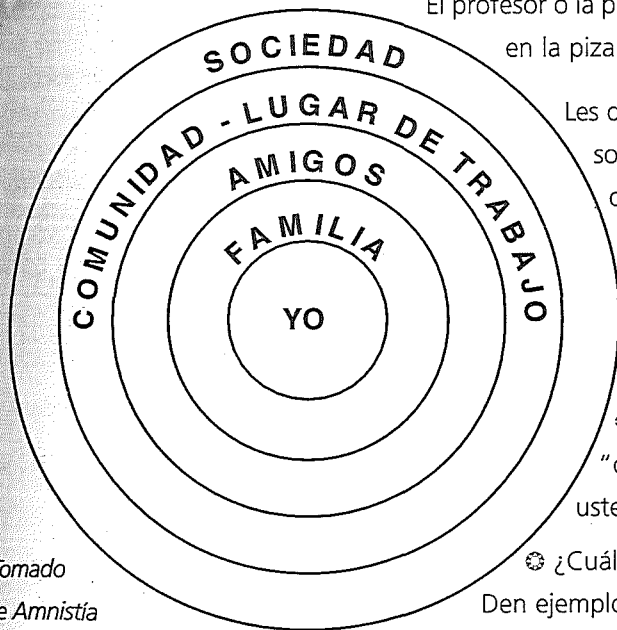 El profesor o la p
en la piza
SOCIEDAD
Les
so
COMUNIDAD - LUGAR DE TRABAJO
AMIGOS
FAMILIA
YO
uste
¿Cuál
Tomado
Den ejemplo
e Amnistía